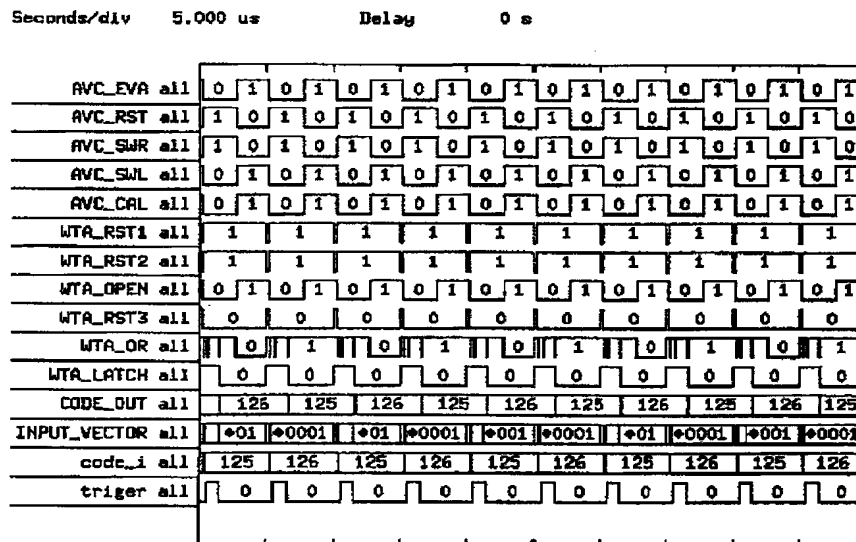 Seconds/div 5.000 us Delay 0 s
AVC_EVA all 0 1 0 1 0 1 0 1 0 1 0 1 0 1 0 1 0 1 0 1
AVC_RST all 1 0 1 0 1 0 1 0 1 0 1 0 1 0 1 0 1 0 1 0
AVC_SWR all 1 0 1 0 1 0 1 0 1 0 1 0 1 0 1 0 1 0 1 0
AVC_SWL all 0 1 0 1 0 1 0 1 0 1 0 1 0 1 0 1 0 1 0 1
AVC_CAL all 0 1 0 1 0 1 0 1 0 1 0 1 0 1 0 1 0 1 0 1
WTA_RST1 all 1 1 1 1 1 1 1 1 1 1
WTA_RST2 all 1 1 1 1 1 1 1 1 1 1
WTA_OPEN all 0 1 0 1 0 1 0 1 0 1 0 1 0 1 0 1 0 1 0 1
WTA_RST3 all 0 0 0 0 0 0 0 0 0 0
WTA_OR all 0 1 0 1 0 1 0 1 0 1
WTA_LATCH all 0 0 0 0 0 0 0 0 0 0
CODE_OUT all 126 125 126 125 126 125 126 125 126 125
INPUT_VECTOR all ◆01 ◆0001 ◆01 ◆0001 ◆001 ◆0001 ◆01 ◆0001 ◆001 ◆0001
code_i all 125 126 125 126 125 126 125 126 125 126
triger all 0 0 0 0 0 0 0 0 0 0